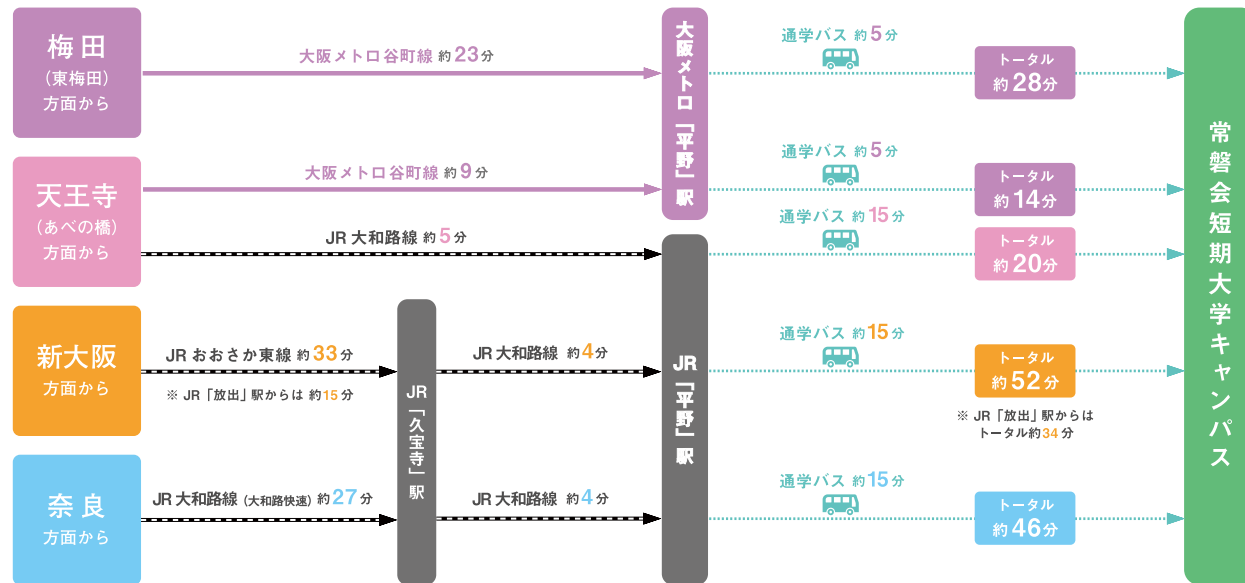 梅田
(東梅田)
方面から
大阪メトロ谷町線 約23分
大阪メトロ「平野」駅
通学バス 約5分
トータル
約28分
天王寺
(あべの橋)
方面から
大阪メトロ谷町線 約9分
通学バス 約5分
トータル
約14分
JR 大和路線 約5分
通学バス 約15分
トータル
約20分
新大阪
方面から
JR おおさか東線 約33分
※ JR「放出」駅からは 約15分
JR「久宝寺」駅
JR 大和路線 約4分
JR「平野」駅
通学バス 約15分
トータル
約52分
※ JR「放出」駅からは
トータル約34分
奈良
方面から
JR 大和路線 (大和路快速) 約27分
JR 大和路線 約4分
通学バス 約15分
トータル
約46分
常磐会短期大学キャンパス